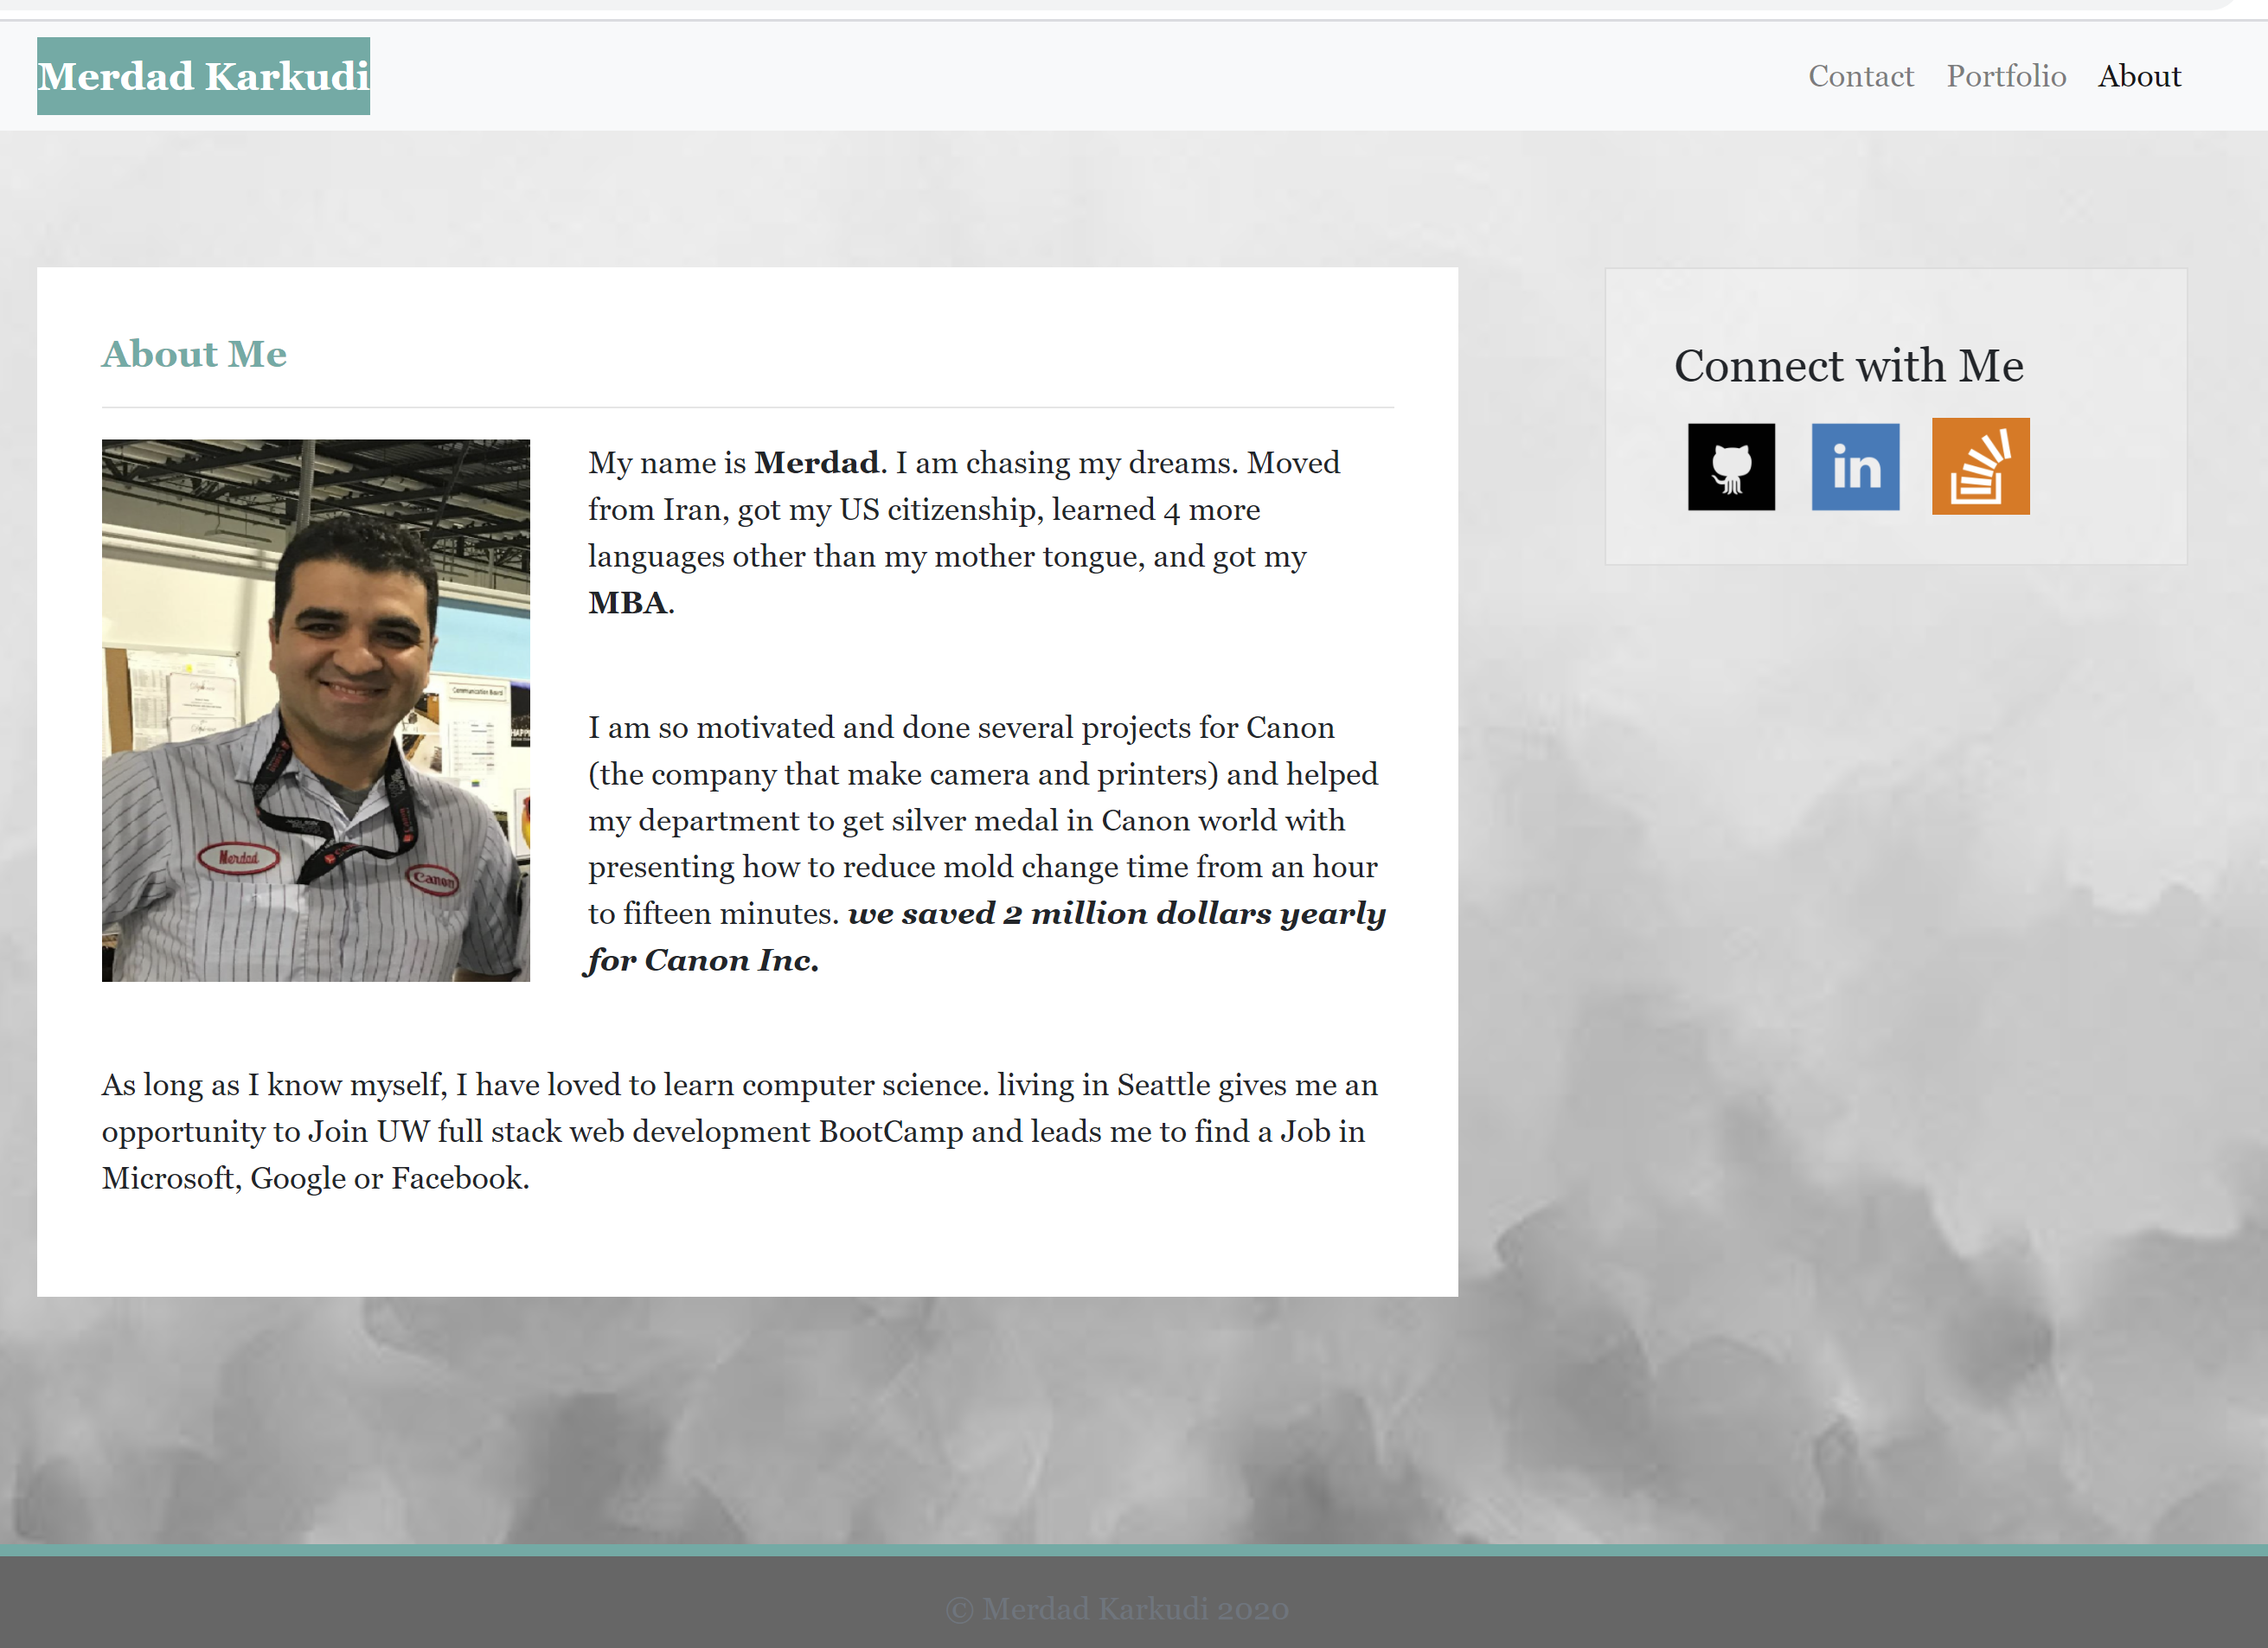 Merdad Karkudi
Contact Portfolio About
About Me
My name is Merdad. I am chasing my dreams. Moved
from Iran, got my US citizenship, learned 4 more
languages other than my mother tongue, and got my
MBA.
I am so motivated and done several projects for Canon
(the company that make camera and printers) and helped
my department to get silver medal in Canon world with
presenting how to reduce mold change time from an hour
to fifteen minutes. we saved 2 million dollars yearly
for Canon Inc.
Communication Board
Merdad
Canon
As long as I know myself, I have loved to learn computer science. living in Seattle gives me an
opportunity to Join UW full stack web development BootCamp and leads me to find a Job in
Microsoft, Google or Facebook.
Connect with Me
in
© Merdad Karkudi 2020